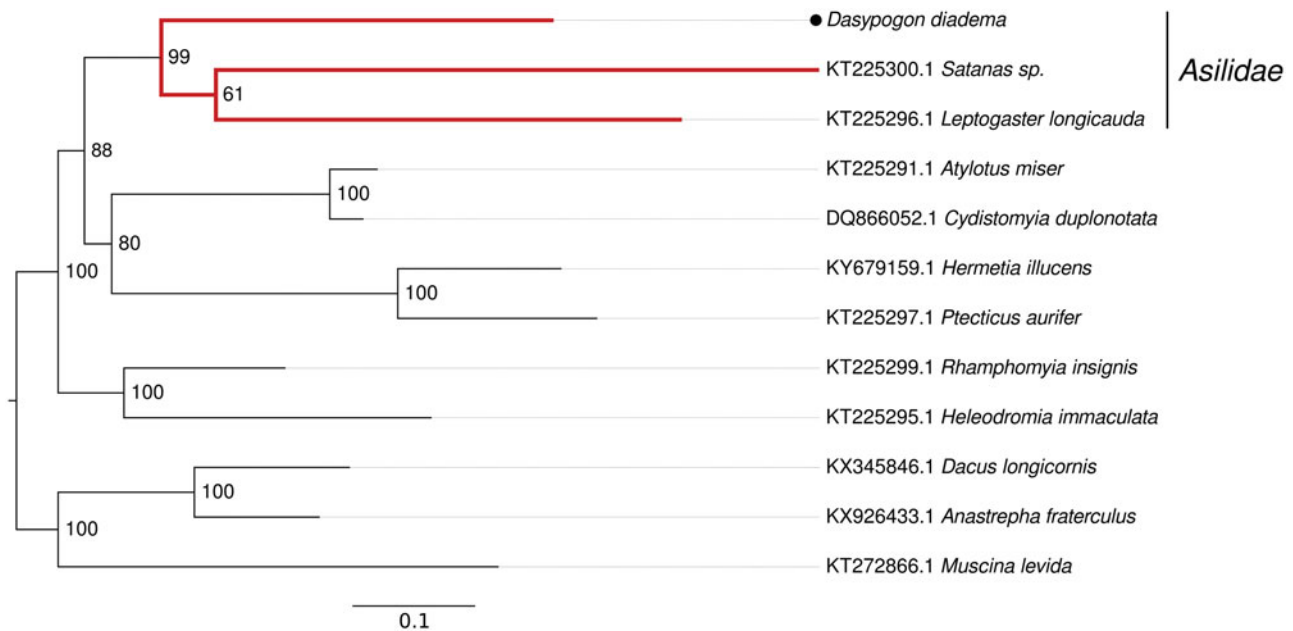 Dasypogon diadema
99
KT225300.1 Satanas sp.
Asilidae
61
KT225296.1 Leptogaster longicauda
88
KT225291.1 Atylotus miser
100
DQ866052.1 Cydistomyia duplonotata
80
100
KY679159.1 Hermetia illucens
100
KT225297.1 Ptecticus aurifer
KT225299.1 Rhamphomyia insignis
100
KT225295.1 Heleodromia immaculata
KX345846.1 Dacus longicornis
100
KX926433.1 Anastrepha fraterculus
100
KT272866.1 Muscina levida
0.1